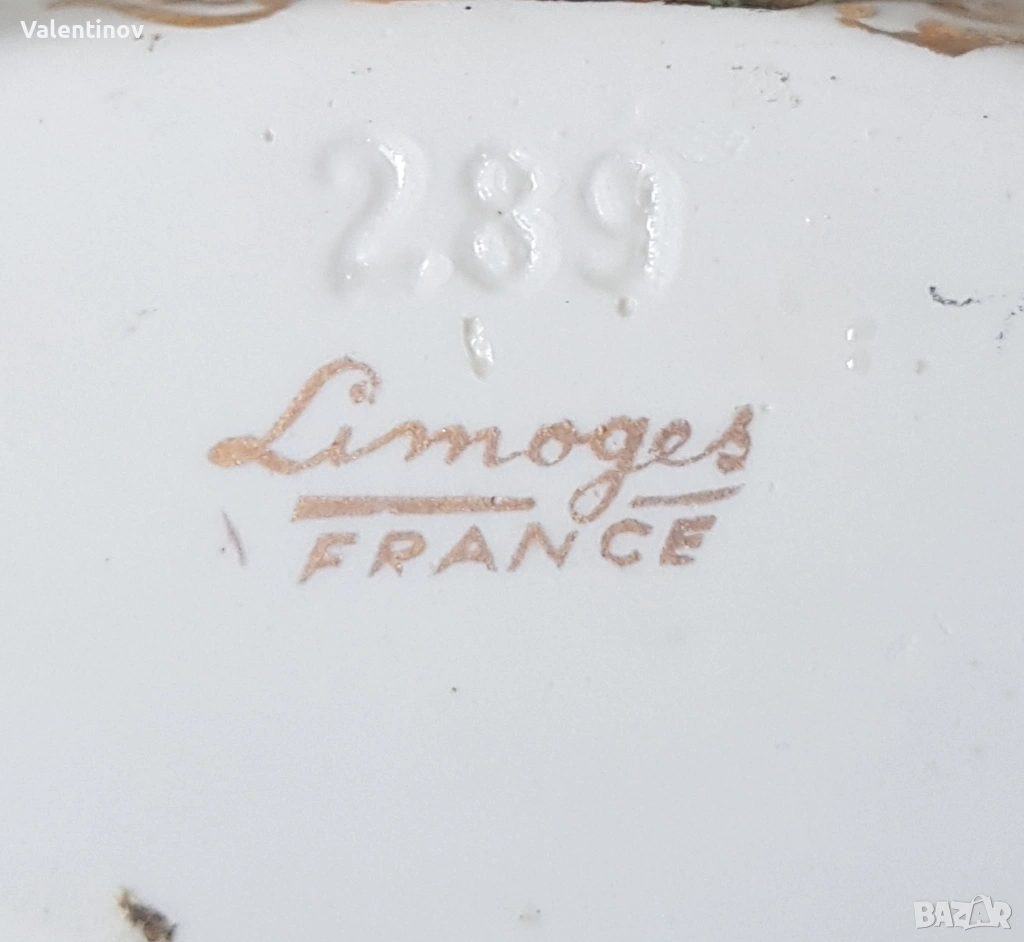 Valentinov
289
Limoges
FRANCE
BAZAR